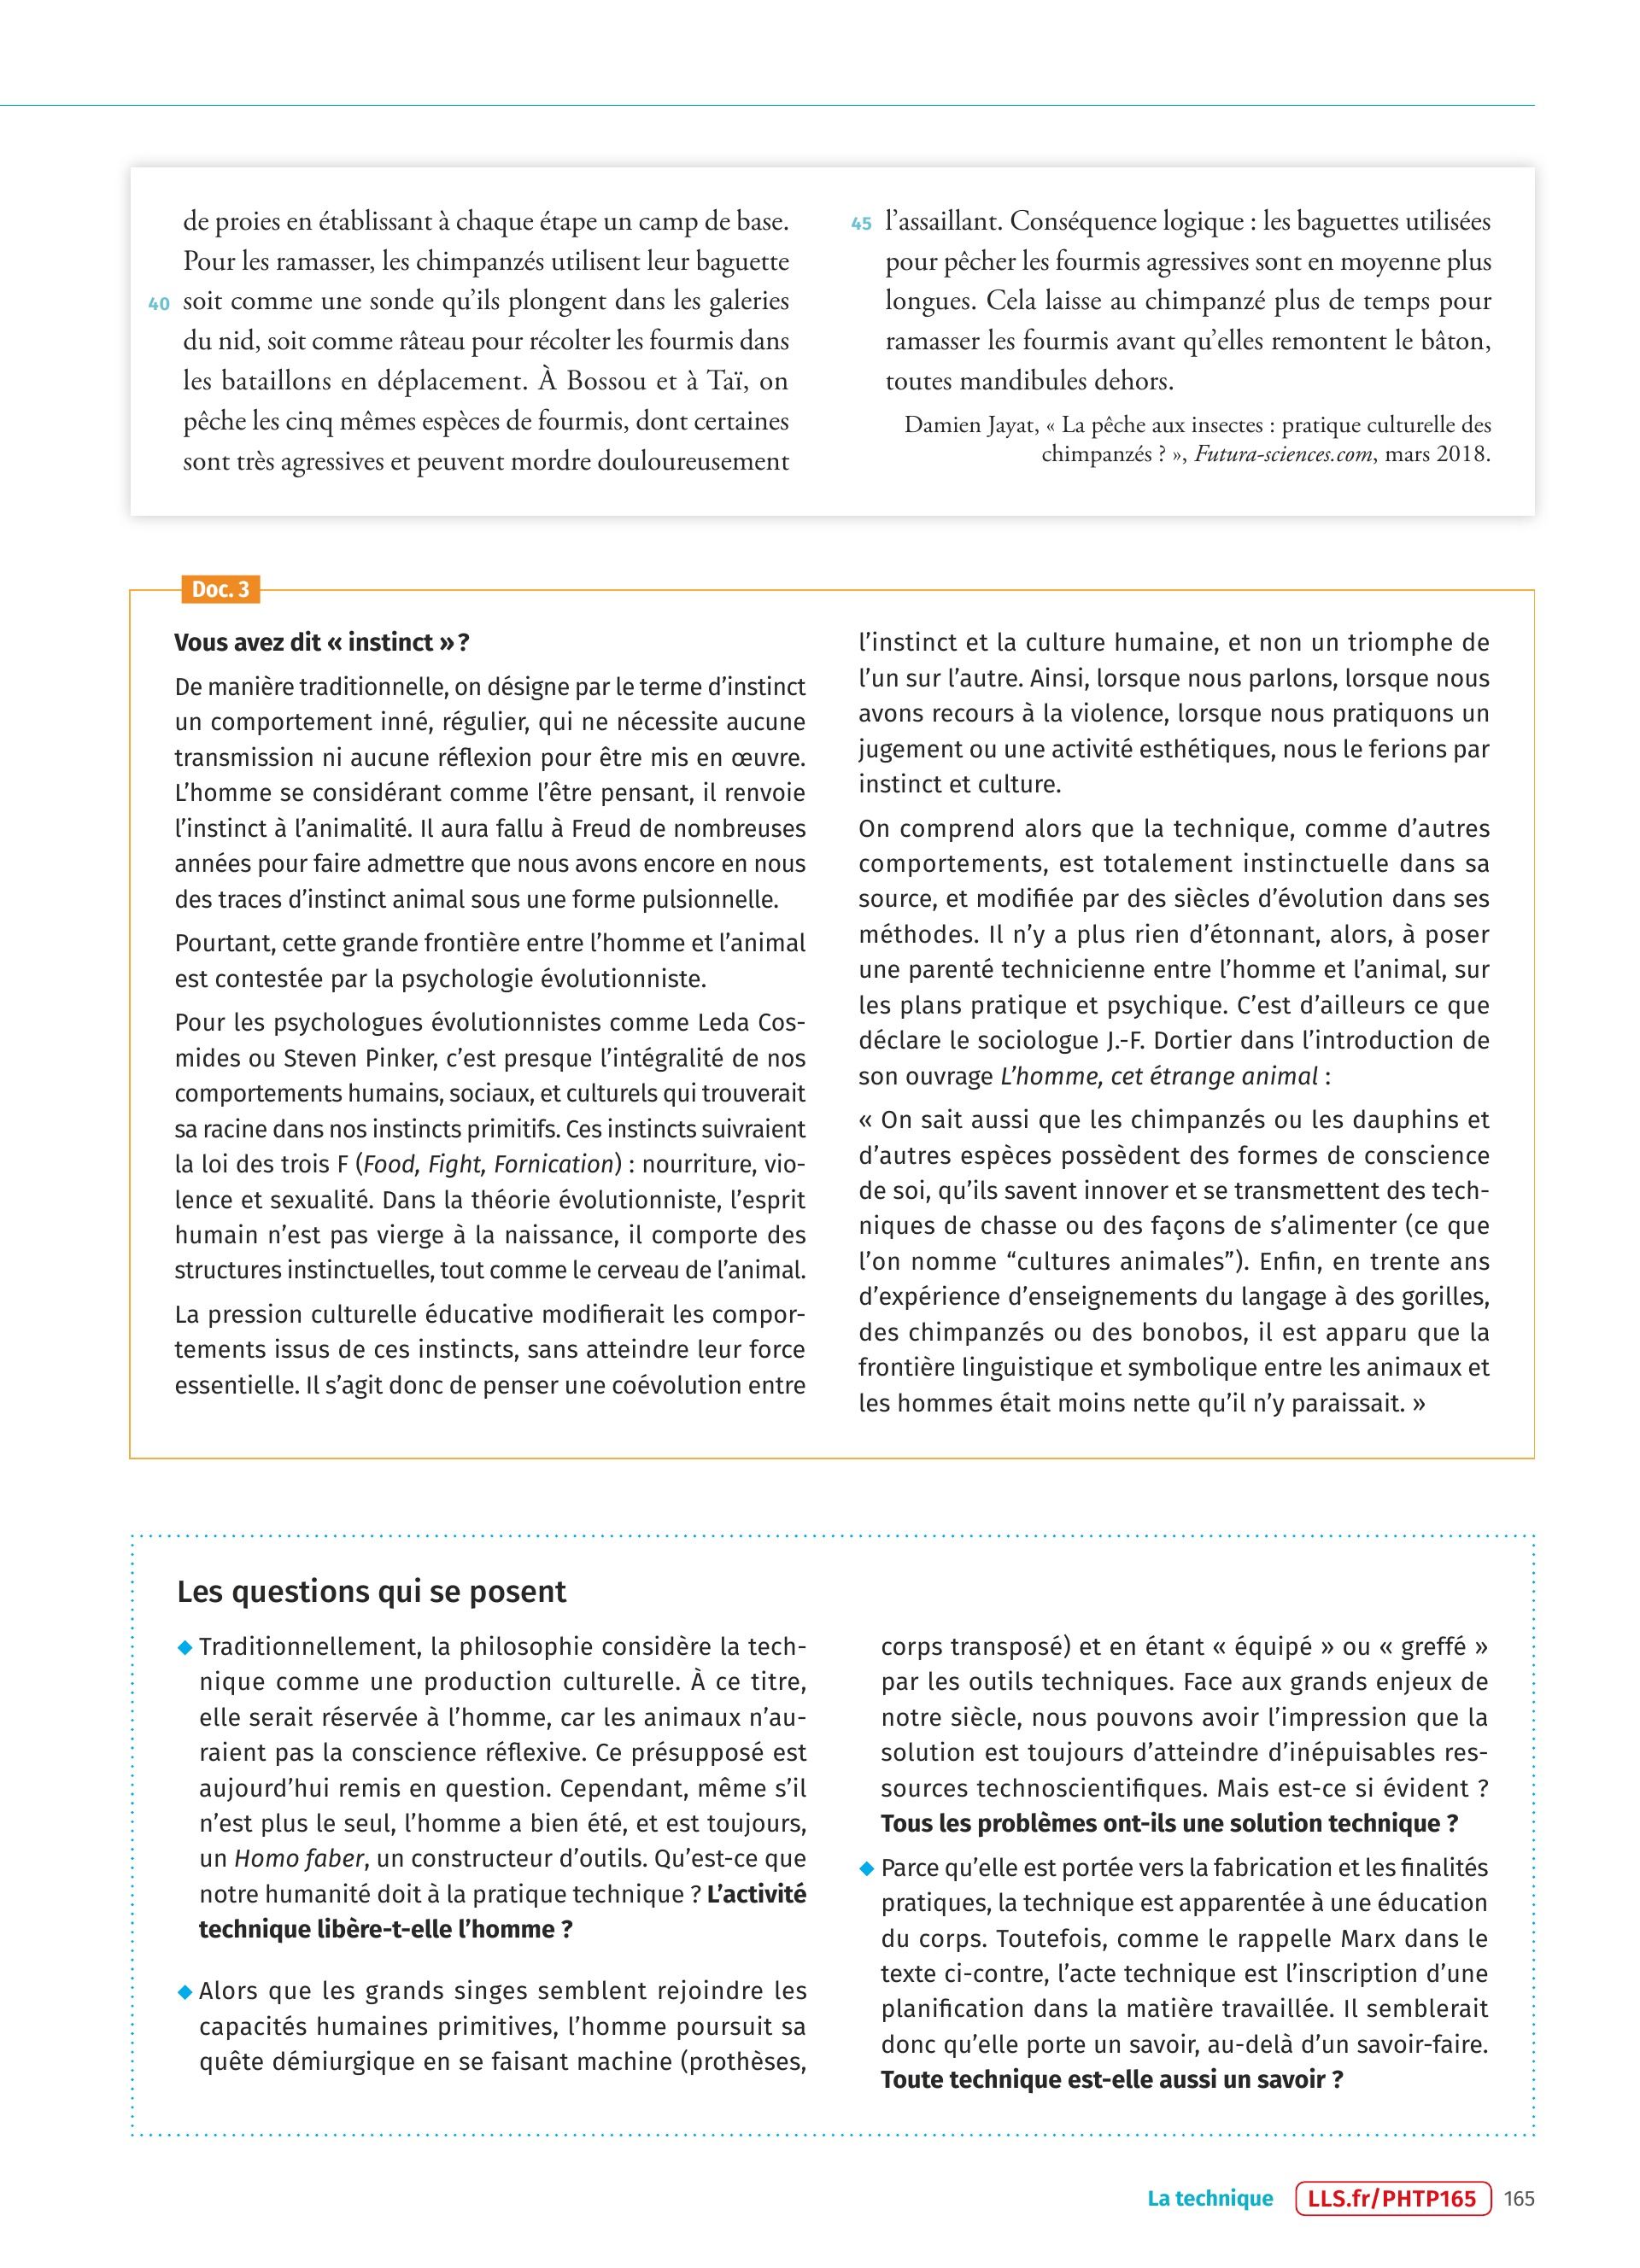 de proies en établissant à chaque étape un camp de base.
Pour les ramasser, les chimpanzés utilisent leur baguette
40 soit comme une sonde qu’ils plongent dans les galeries
du nid, soit comme râteau pour récolter les fourmis dans
les bataillons en déplacement. À Bossou et à Taï, on
pêche les cinq mêmes espèces de fourmis, dont certaines
sont très agressives et peuvent mordre douloureusement
45 l’assaillant. Conséquence logique : les baguettes utilisées
pour pêcher les fourmis agressives sont en moyenne plus
longues. Cela laisse au chimpanzé plus de temps pour
ramasser les fourmis avant qu’elles remontent le bâton,
toutes mandibules dehors.
Damien Jayat, « La pêche aux insectes : pratique culturelle des
chimpanzés ? », Futura-sciences.com, mars 2018.
Doc. 3
Vous avez dit « instinct » ?
De manière traditionnelle, on désigne par le terme d’instinct
un comportement inné, régulier, qui ne nécessite aucune
transmission ni aucune réflexion pour être mis en œuvre.
L’homme se considérant comme l’être pensant, il renvoie
l’instinct à l’animalité. Il aura fallu à Freud de nombreuses
années pour faire admettre que nous avons encore en nous
des traces d’instinct animal sous une forme pulsionnelle.
Pourtant, cette grande frontière entre l’homme et l’animal
est contestée par la psychologie évolutionniste.
Pour les psychologues évolutionnistes comme Leda Cos-
mides ou Steven Pinker, c’est presque l’intégralité de nos
comportements humains, sociaux, et culturels qui trouverait
sa racine dans nos instincts primitifs. Ces instincts suivraient
la loi des trois F (Food, Fight, Fornication) : nourriture, vio-
lence et sexualité. Dans la théorie évolutionniste, l’esprit
humain n’est pas vierge à la naissance, il comporte des
structures instinctuelles, tout comme le cerveau de l’animal.
La pression culturelle éducative modifierait les compor-
tements issus de ces instincts, sans atteindre leur force
essentielle. Il s’agit donc de penser une coévolution entre
l’instinct et la culture humaine, et non un triomphe de
l’un sur l’autre. Ainsi, lorsque nous parlons, lorsque nous
avons recours à la violence, lorsque nous pratiquons un
jugement ou une activité esthétiques, nous le ferions par
instinct et culture.
On comprend alors que la technique, comme d’autres
comportements, est totalement instinctuelle dans sa
source, et modifiée par des siècles d’évolution dans ses
méthodes. Il n’y a plus rien d’étonnant, alors, à poser
une parenté technicienne entre l’homme et l’animal, sur
les plans pratique et psychique. C’est d’ailleurs ce que
déclare le sociologue J.-F. Dortier dans l’introduction de
son ouvrage L’homme, cet étrange animal :
« On sait aussi que les chimpanzés ou les dauphins et
d’autres espèces possèdent des formes de conscience
de soi, qu’ils savent innover et se transmettent des tech-
niques de chasse ou des façons de s’alimenter (ce que
l’on nomme “cultures animales”). Enfin, en trente ans
d’expérience d’enseignements du langage à des gorilles,
des chimpanzés ou des bonobos, il est apparu que la
frontière linguistique et symbolique entre les animaux et
les hommes était moins nette qu’il n’y paraissait. »
Les questions qui se posent
◆ Traditionnellement, la philosophie considère la tech-
nique comme une production culturelle. À ce titre,
elle serait réservée à l’homme, car les animaux n’au-
raient pas la conscience réflexive. Ce présupposé est
aujourd’hui remis en question. Cependant, même s’il
n’est plus le seul, l’homme a bien été, et est toujours,
un Homo faber, un constructeur d’outils. Qu’est-ce que
notre humanité doit à la pratique technique ? L’activité
technique libère-t-elle l’homme ?
◆ Alors que les grands singes semblent rejoindre les
capacités humaines primitives, l’homme poursuit sa
quête démiurgique en se faisant machine (prothèses,
corps transposé) et en étant « équipé » ou « greffé »
par les outils techniques. Face aux grands enjeux de
notre siècle, nous pouvons avoir l’impression que la
solution est toujours d’atteindre d’inépuisables res-
sources technoscientifiques. Mais est-ce si évident ?
Tous les problèmes ont-ils une solution technique ?
◆ Parce qu’elle est portée vers la fabrication et les finalités
pratiques, la technique est apparentée à une éducation
du corps. Toutefois, comme le rappelle Marx dans le
texte ci-contre, l’acte technique est l’inscription d’une
planification dans la matière travaillée. Il semblerait
donc qu’elle porte un savoir, au-delà d’un savoir-faire.
Toute technique est-elle aussi un savoir ?
La technique LLS.fr/PHTP165 165